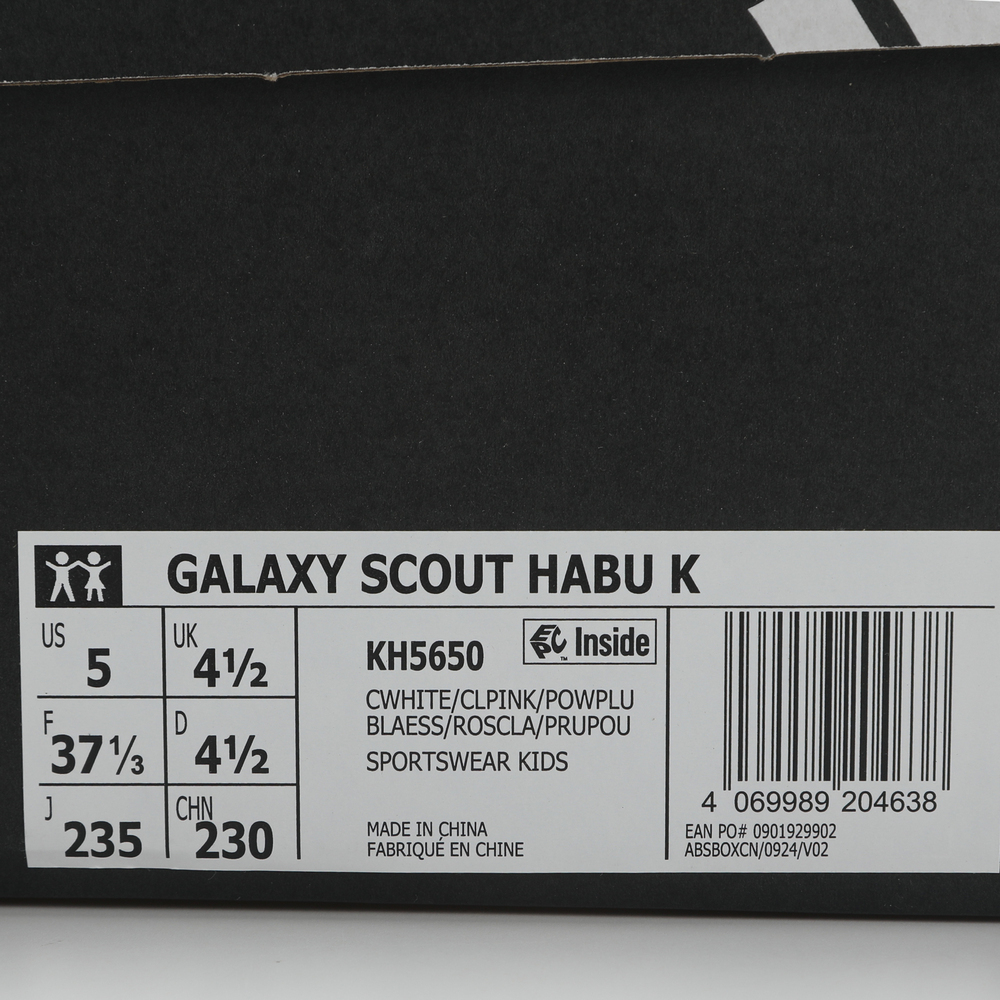 GALAXY SCOUT HABU K
US 5
UK 4½
F 37⅓
D 4½
J 235
CHN 230
KH5650
Inside
CWHITE/CLPINK/POWPLU
BLAESS/ROSCLA/PRUPOU
SPORTSWEAR KIDS
MADE IN CHINA
FABRIQUÉ EN CHINE
4 069989 204638
EAN PO# 0901929902
ABSBOXCN/0924/V02